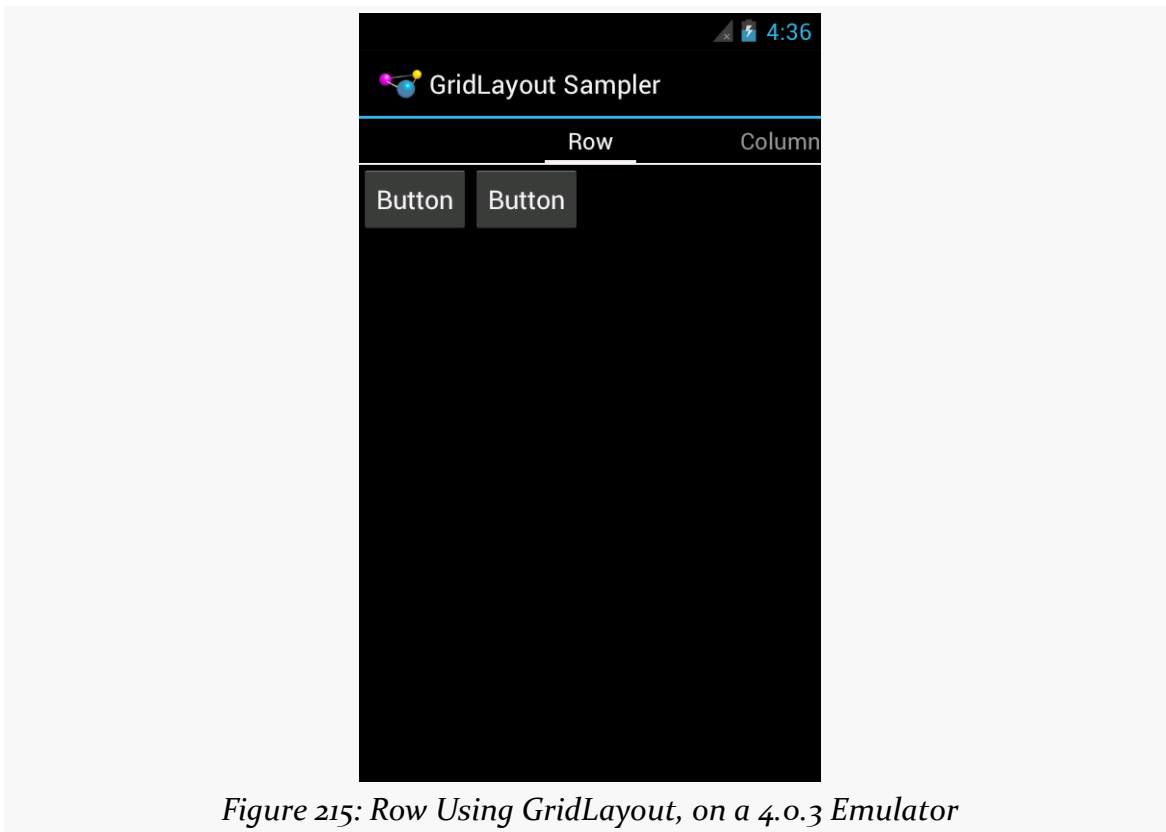 4:36
GridLayout Sampler
Row Column
Button Button
Figure 215: Row Using GridLayout, on a 4.0.3 Emulator